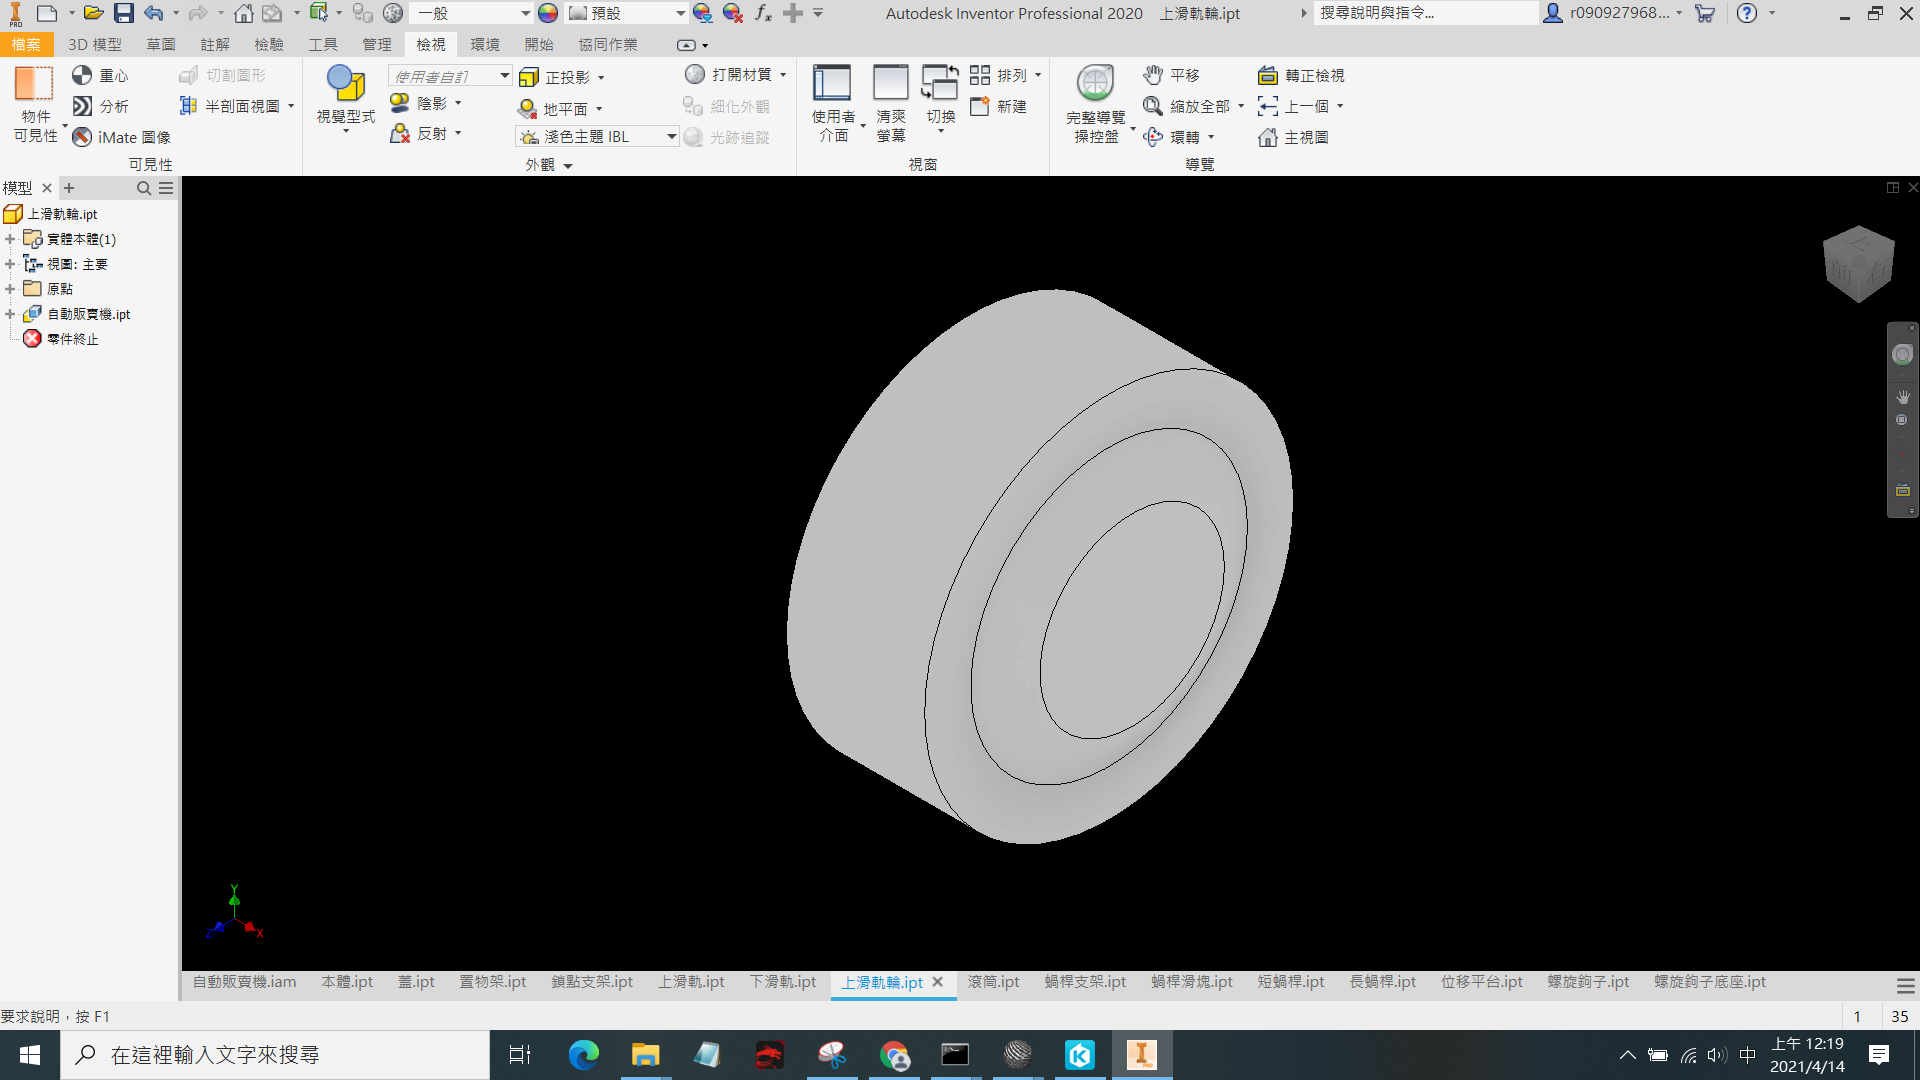 PRO 一般 預設 fx Autodesk Inventor Professional 2020 上滑軌輪.ipt 搜尋說明與指令... r090927968...
檔案 3D 模型 草圖 註解 檢驗 工具 管理 檢視 環境 開始 協同作業
物件
可見性
重心
分析
iMate 圖像
切割圖形
半剖面視圖
可見性
視覺型式
使用者自訂
陰影
反射
正投影
地平面
淺色主題 IBL
打開材質
細化外觀
光跡追蹤
外觀
使用者
介面
清爽
螢幕
切換
排列
新建
視窗
完整導覽
操控盤
平移
縮放全部
環轉
轉正檢視
上一個
主視圖
導覽
模型
上滑軌輪.ipt
實體本體(1)
視圖: 主要
原點
自動販賣機.ipt
零件終止
上
前
右
Y
Z
X
自動販賣機.iam 本體.ipt 蓋.ipt 置物架.ipt 鎖點支架.ipt 上滑軌.ipt 下滑軌.ipt 上滑軌輪.ipt 滾筒.ipt 蝸桿支架.ipt 蝸桿滑塊.ipt 短蝸桿.ipt 長蝸桿.ipt 位移平台.ipt 螺旋鉤子.ipt 螺旋鉤子底座.ipt
要求說明，按 F1
1 35
在這裡輸入文字來搜尋
中
上午 12:19
2021/4/14